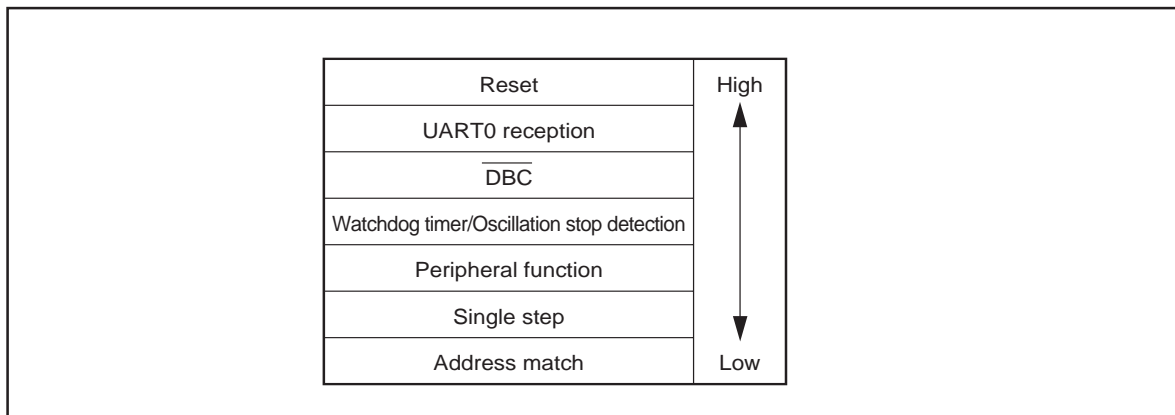 Reset High
UART0 reception
DBC
Watchdog timer/Oscillation stop detection
Peripheral function
Single step
Address match Low